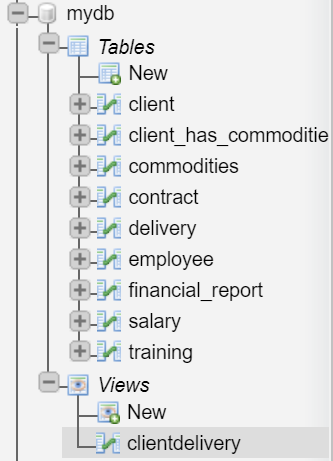 mydb
Tables
New
client
client_has_commoditie
commodities
contract
delivery
employee
financial_report
salary
training
Views
New
clientdelivery